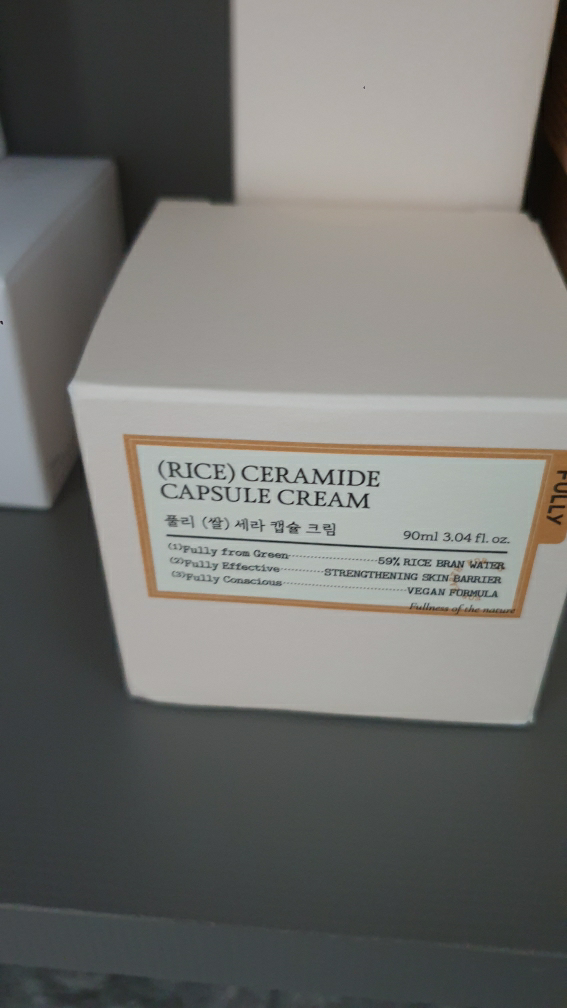 (RICE) CERAMIDE
CAPSULE CREAM
풀리 (쌀) 세라 캡슐 크림
90ml 3.04 fl. oz.
(1)Fully from Green 59% RICE BRAN WATER
(2)Fully Effective STRENGTHENING SKIN BARRIER
(3)Fully Conscious VEGAN FORMULA
Fullness of the nature
FULLY